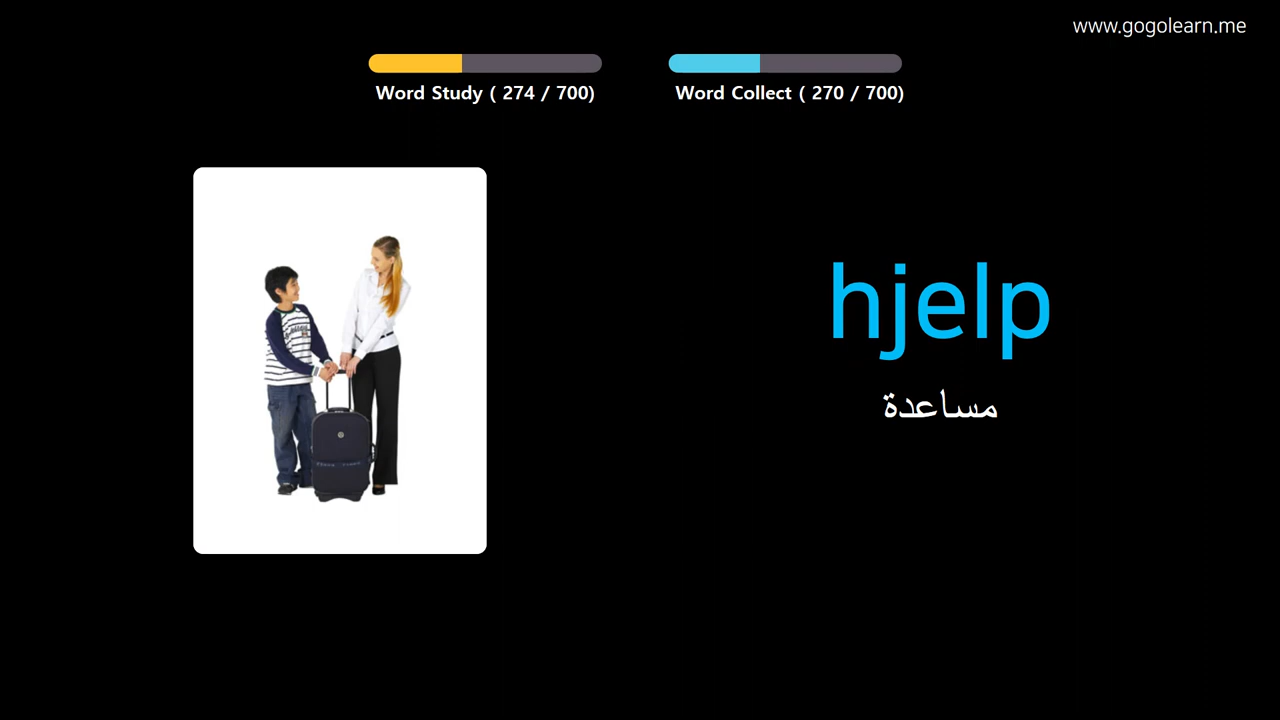 www.gogolearn.me
Word Study ( 274 / 700)
Word Collect ( 270 / 700)
hjelp
مساعدة